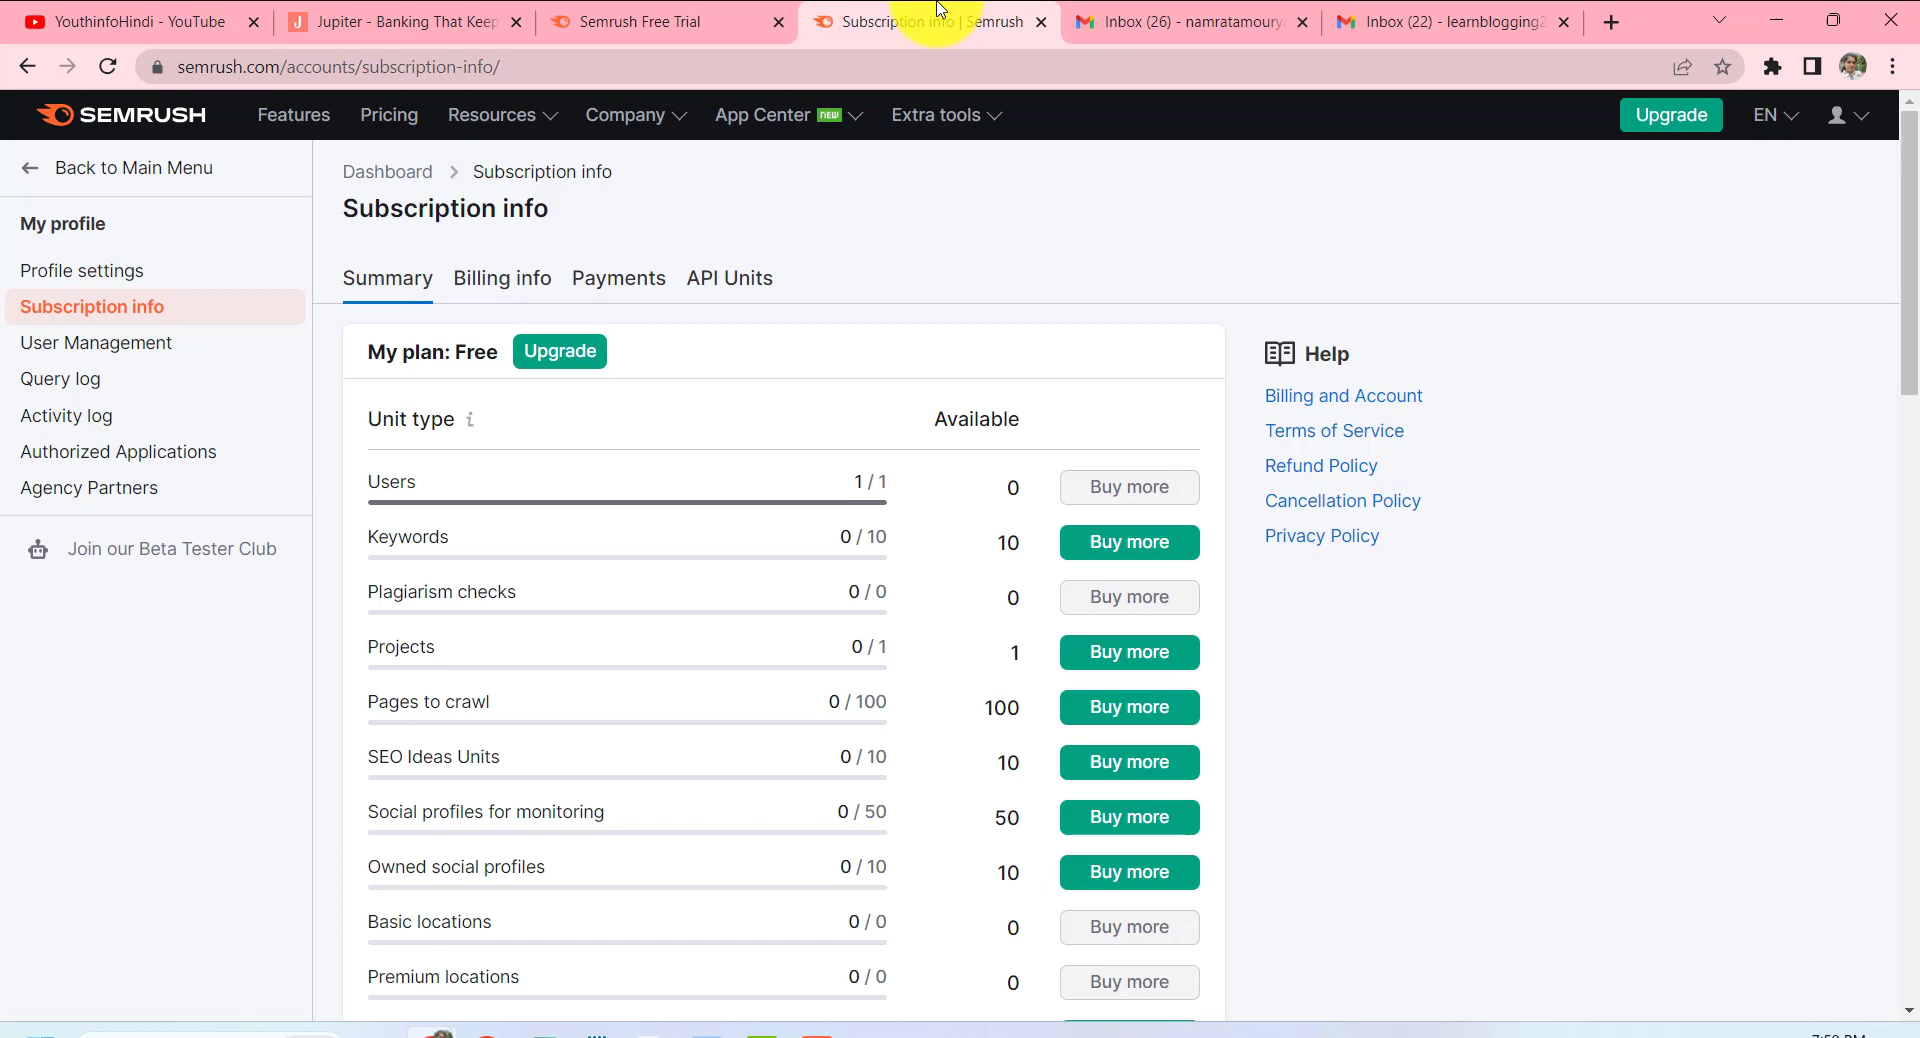 YouthinfoHindi - YouTube
Jupiter - Banking That Keep
Semrush Free Trial
Subscription info | Semrush
Inbox (26) - namratamoury
Inbox (22) - learnblogging2
semrush.com/accounts/subscription-info/
SEMRUSH
Features
Pricing
Resources
Company
App Center NEW
Extra tools
Upgrade
EN
Back to Main Menu
My profile
Profile settings
Subscription info
User Management
Query log
Activity log
Authorized Applications
Agency Partners
Join our Beta Tester Club
Dashboard > Subscription info
Subscription info
Summary
Billing info
Payments
API Units
My plan: Free
Upgrade
Unit type i Available
Users 1 / 1 0 Buy more
Keywords 0 / 10 10 Buy more
Plagiarism checks 0 / 0 0 Buy more
Projects 0 / 1 1 Buy more
Pages to crawl 0 / 100 100 Buy more
SEO Ideas Units 0 / 10 10 Buy more
Social profiles for monitoring 0 / 50 50 Buy more
Owned social profiles 0 / 10 10 Buy more
Basic locations 0 / 0 0 Buy more
Premium locations 0 / 0 0 Buy more
Help
Billing and Account
Terms of Service
Refund Policy
Cancellation Policy
Privacy Policy